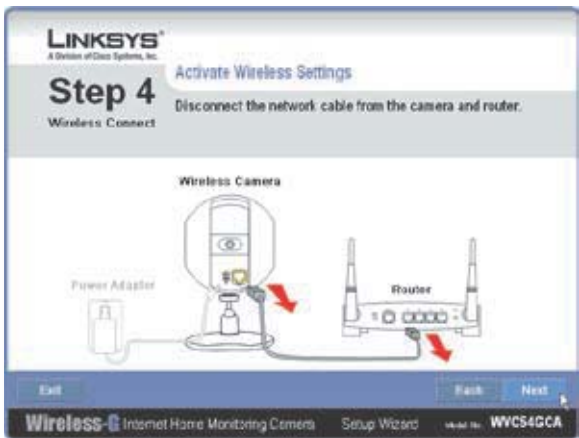 LINKSYS®
A Division of Cisco Systems, Inc.
Step 4
Wireless Connect
Activate Wireless Settings
Disconnect the network cable from the camera and router.
Wireless Camera
Power Adapter
Router
Exit
Back
Next
Wireless-G Internet Home Monitoring Camera
Setup Wizard
Model No. WVC54GCA